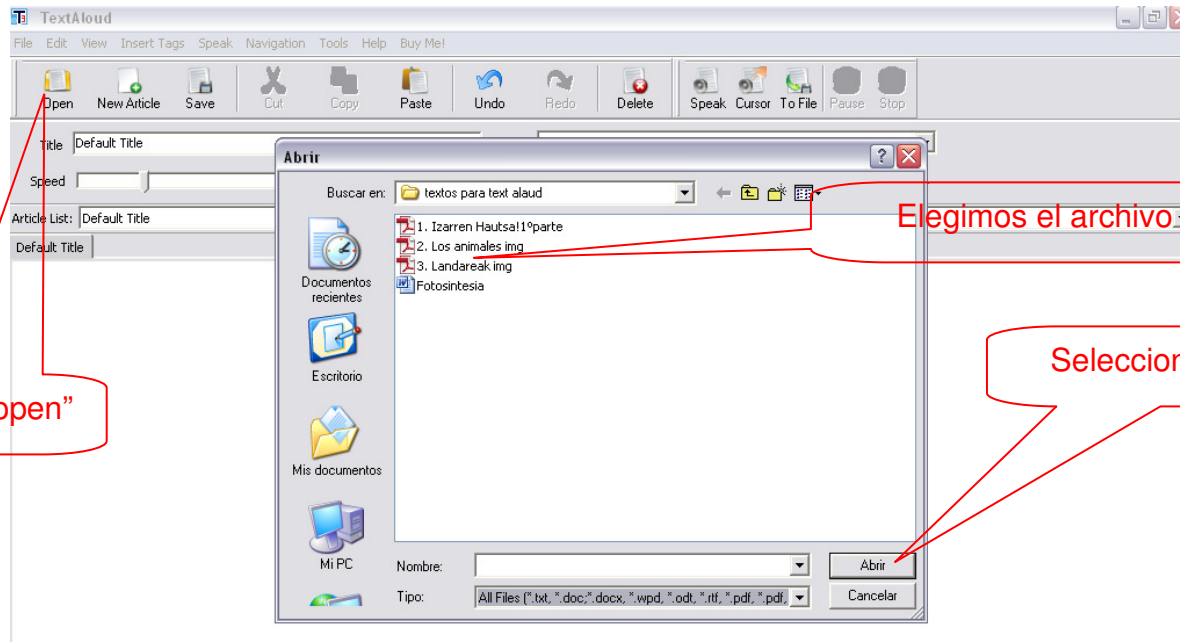 TextAloud
File Edit View Insert Tags Speak Navigation Tools Help Buy Me!
Open New Article Save Cut Copy Paste Undo Redo Delete Speak Cursor To File Pause Stop
Title Default Title
Speed
Article List: Default Title
Default Title
Abrir
Buscar en: textos para text alaud
Elegimos el archivo
1. Izarren Hautsa!1ºparte
2. Los animales img
3. Landareak img
Fotosintesia
Documentos
recientes
Escritorio
Mis documentos
Mi PC
Seleccion
open”
Nombre:
Abrir
Tipo: All Files (*.txt, *.doc;*.docx, *.wpd, *.odt, *.rtf, *.pdf, *.pdf,
Cancelar